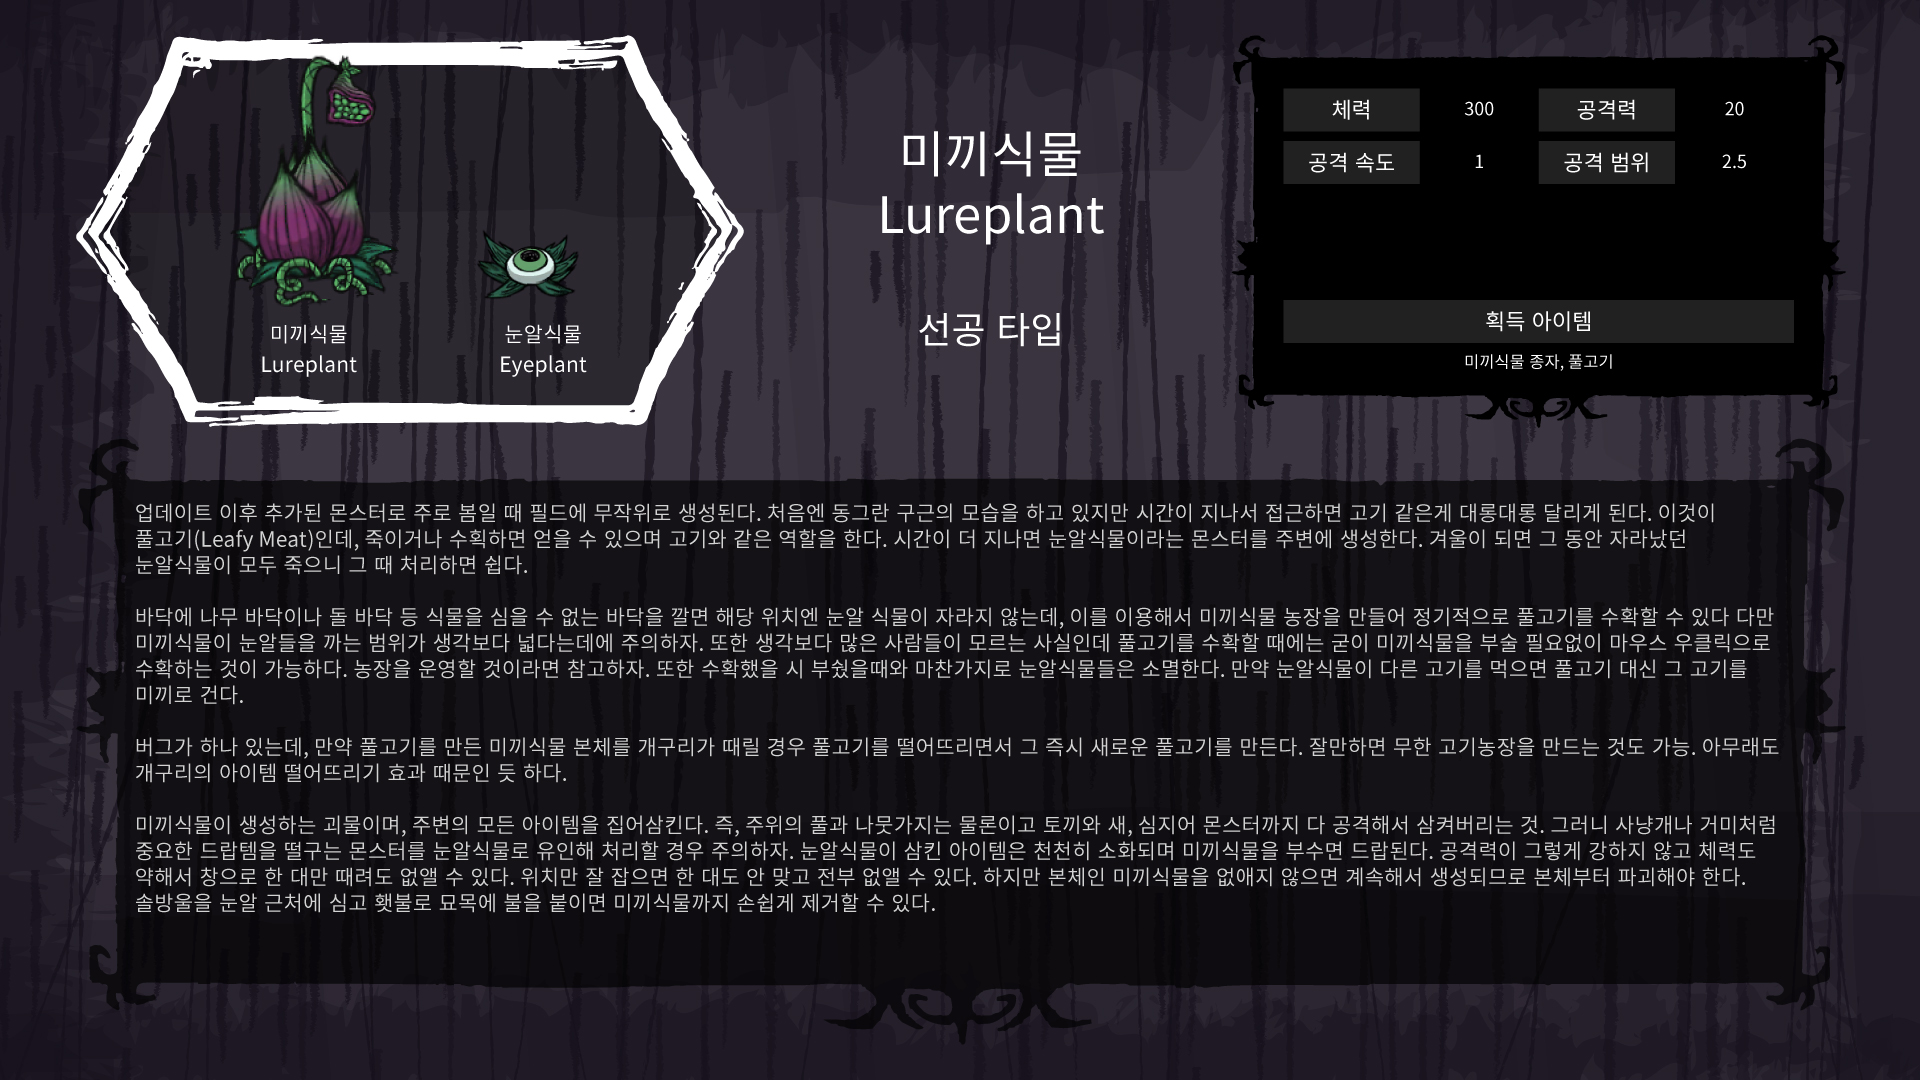 미끼식물
Lureplant
눈알식물
Eyeplant
미끼식물
Lureplant
선공 타입
체력 300 공격력 20
공격 속도 1 공격 범위 2.5
획득 아이템
미끼식물 종자, 풀고기
업데이트 이후 추가된 몬스터로 주로 봄일 때 필드에 무작위로 생성된다. 처음엔 동그란 구근의 모습을 하고 있지만 시간이 지나서 접근하면 고기 같은게 대롱대롱 달리게 된다. 이것이
풀고기(Leafy Meat)인데, 죽이거나 수획하면 얻을 수 있으며 고기와 같은 역할을 한다. 시간이 더 지나면 눈알식물이라는 몬스터를 주변에 생성한다. 겨울이 되면 그 동안 자라났던
눈알식물이 모두 죽으니 그 때 처리하면 쉽다.
바닥에 나무 바닥이나 돌 바닥 등 식물을 심을 수 없는 바닥을 깔면 해당 위치엔 눈알 식물이 자라지 않는데, 이를 이용해서 미끼식물 농장을 만들어 정기적으로 풀고기를 수확할 수 있다 다만
미끼식물이 눈알들을 까는 범위가 생각보다 넓다는데에 주의하자. 또한 생각보다 많은 사람들이 모르는 사실인데 풀고기를 수확할 때에는 굳이 미끼식물을 부술 필요없이 마우스 우클릭으로
수확하는 것이 가능하다. 농장을 운영할 것이라면 참고하자. 또한 수확했을 시 부쉈을때와 마찬가지로 눈알식물들은 소멸한다. 만약 눈알식물이 다른 고기를 먹으면 풀고기 대신 그 고기를
미끼로 건다.
버그가 하나 있는데, 만약 풀고기를 만든 미끼식물 본체를 개구리가 때릴 경우 풀고기를 떨어뜨리면서 그 즉시 새로운 풀고기를 만든다. 잘만하면 무한 고기농장을 만드는 것도 가능. 아무래도
개구리의 아이템 떨어뜨리기 효과 때문인 듯 하다.
미끼식물이 생성하는 괴물이며, 주변의 모든 아이템을 집어삼킨다. 즉, 주위의 풀과 나뭇가지는 물론이고 토끼와 새, 심지어 몬스터까지 다 공격해서 삼켜버리는 것. 그러니 사냥개나 거미처럼
중요한 드랍템을 떨구는 몬스터를 눈알식물로 유인해 처리할 경우 주의하자. 눈알식물이 삼킨 아이템은 천천히 소화되며 미끼식물을 부수면 드랍된다. 공격력이 그렇게 강하지 않고 체력도
약해서 창으로 한 대만 때려도 없앨 수 있다. 위치만 잘 잡으면 한 대도 안 맞고 전부 없앨 수 있다. 하지만 본체인 미끼식물을 없애지 않으면 계속해서 생성되므로 본체부터 파괴해야 한다.
솔방울을 눈알 근처에 심고 횃불로 묘목에 불을 붙이면 미끼식물까지 손쉽게 제거할 수 있다.